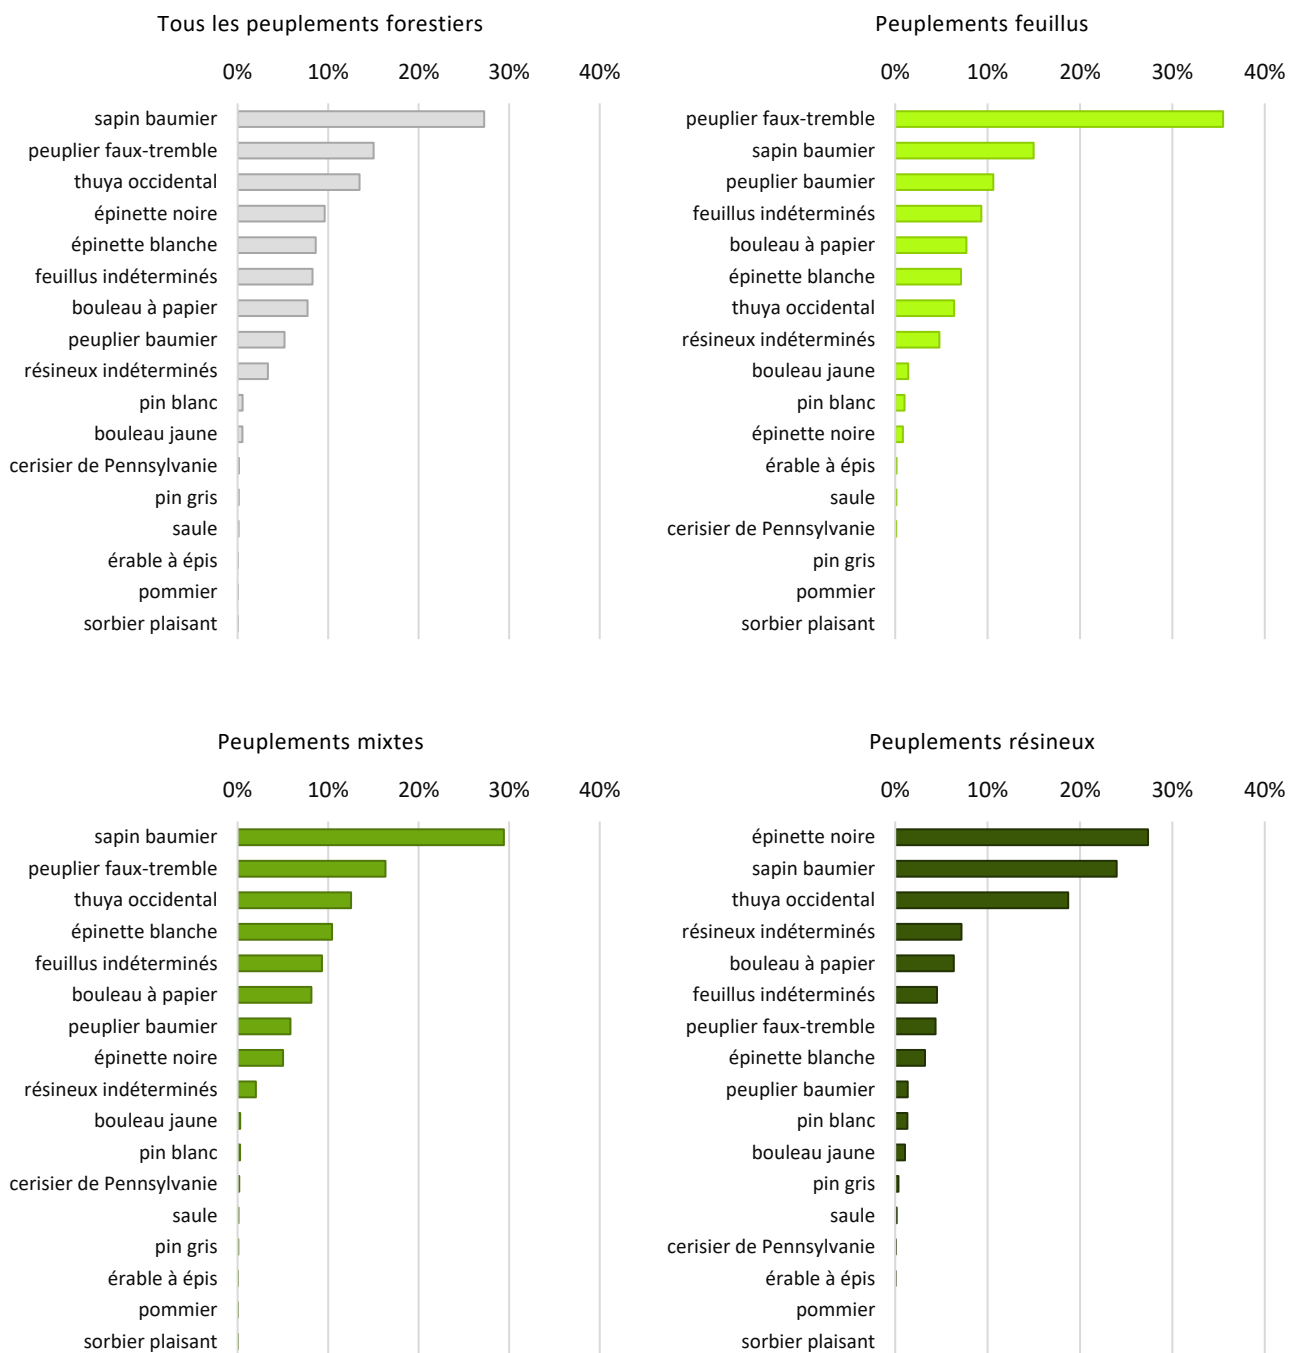 Tous les peuplements forestiers
0% 10% 20% 30% 40%
sapin baumier
peuplier faux-tremble
thuya occidental
épinette noire
épinette blanche
feuillus indéterminés
bouleau à papier
peuplier baumier
résineux indéterminés
pin blanc
bouleau jaune
cerisier de Pennsylvanie
pin gris
saule
érable à épis
pommier
sorbier plaisant
Peuplements feuillus
0% 10% 20% 30% 40%
peuplier faux-tremble
sapin baumier
peuplier baumier
feuillus indéterminés
bouleau à papier
épinette blanche
thuya occidental
résineux indéterminés
bouleau jaune
pin blanc
épinette noire
érable à épis
saule
cerisier de Pennsylvanie
pin gris
pommier
sorbier plaisant
Peuplements mixtes
0% 10% 20% 30% 40%
sapin baumier
peuplier faux-tremble
thuya occidental
épinette blanche
feuillus indéterminés
bouleau à papier
peuplier baumier
épinette noire
résineux indéterminés
bouleau jaune
pin blanc
cerisier de Pennsylvanie
saule
pin gris
érable à épis
pommier
sorbier plaisant
Peuplements résineux
0% 10% 20% 30% 40%
épinette noire
sapin baumier
thuya occidental
résineux indéterminés
bouleau à papier
feuillus indéterminés
peuplier faux-tremble
épinette blanche
peuplier baumier
pin blanc
bouleau jaune
pin gris
saule
cerisier de Pennsylvanie
érable à épis
pommier
sorbier plaisant